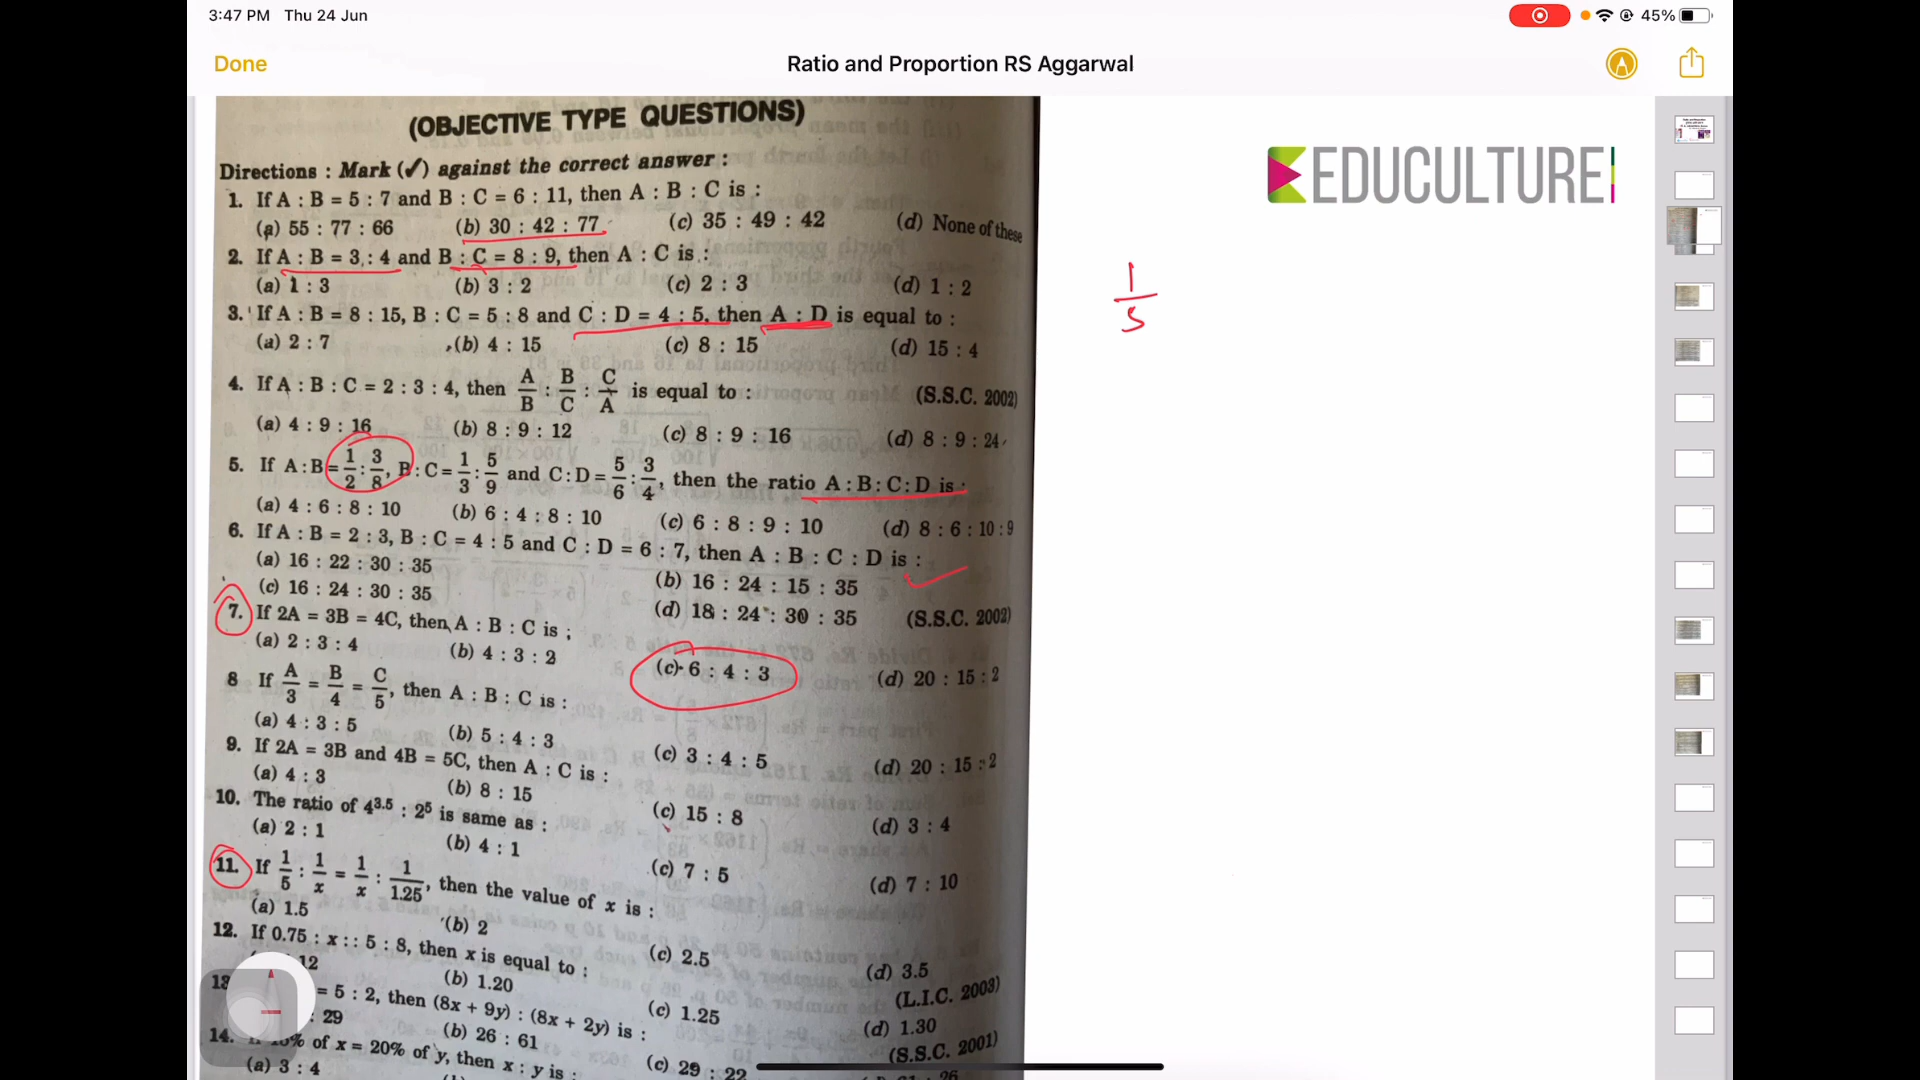 3:47 PM Thu 24 Jun
45%
Done
Ratio and Proportion RS Aggarwal
(OBJECTIVE TYPE QUESTIONS)
EDUCULTURE
Directions : Mark (✓) against the correct answer :
1. If A : B = 5 : 7 and B : C = 6 : 11, then A : B : C is :
(a) 55 : 77 : 66 (b) 30 : 42 : 77 (c) 35 : 49 : 42 (d) None of these
2. If A : B = 3 : 4 and B : C = 8 : 9, then A : C is :
(a) 1 : 3 (b) 3 : 2 (c) 2 : 3 (d) 1 : 2
1/5
3. If A : B = 8 : 15, B : C = 5 : 8 and C : D = 4 : 5, then A : D is equal to :
(a) 2 : 7 (b) 4 : 15 (c) 8 : 15 (d) 15 : 4
4. If A : B : C = 2 : 3 : 4, then A/B : B/C : C/A is equal to : (S.S.C. 2002)
(a) 4 : 9 : 16 (b) 8 : 9 : 12 (c) 8 : 9 : 16 (d) 8 : 9 : 24
5. If A : B = 1/2 : 3/8, B : C = 1/3 : 5/9 and C : D = 5/6 : 3/4, then the ratio A : B : C : D is :
(a) 4 : 6 : 8 : 10 (b) 6 : 4 : 8 : 10 (c) 6 : 8 : 9 : 10 (d) 8 : 6 : 10 : 9
6. If A : B = 2 : 3, B : C = 4 : 5 and C : D = 6 : 7, then A : B : C : D is :
(a) 16 : 22 : 30 : 35 (b) 16 : 24 : 15 : 35
(c) 16 : 24 : 30 : 35 (d) 18 : 24 : 30 : 35 (S.S.C. 2002)
7. If 2A = 3B = 4C, then A : B : C is ;
(a) 2 : 3 : 4 (b) 4 : 3 : 2 (c) 6 : 4 : 3 (d) 20 : 15 : 2
8 If A/3 = B/4 = C/5, then A : B : C is :
(a) 4 : 3 : 5 (b) 5 : 4 : 3 (c) 3 : 4 : 5 (d) 20 : 15 : 2
9. If 2A = 3B and 4B = 5C, then A : C is :
(a) 4 : 3 (b) 8 : 15 (c) 15 : 8 (d) 3 : 4
10. The ratio of 4^3.5 : 2^5 is same as :
(a) 2 : 1 (b) 4 : 1 (c) 7 : 5 (d) 7 : 10
11. If 1/5 : 1/x = 1/x : 1/1.25, then the value of x is :
(a) 1.5 (b) 2 (c) 2.5 (d) 3.5
12. If 0.75 : x :: 5 : 8, then x is equal to : (L.I.C. 2003)
12 (b) 1.20 (c) 1.25 (d) 1.30
13 = 5 : 2, then (8x + 9y) : (8x + 2y) is : (S.S.C. 2001)
: 29 (b) 26 : 61 (c) 29 : 22
14. % of x = 20% of y, then x : y is :
(a) 3 : 4